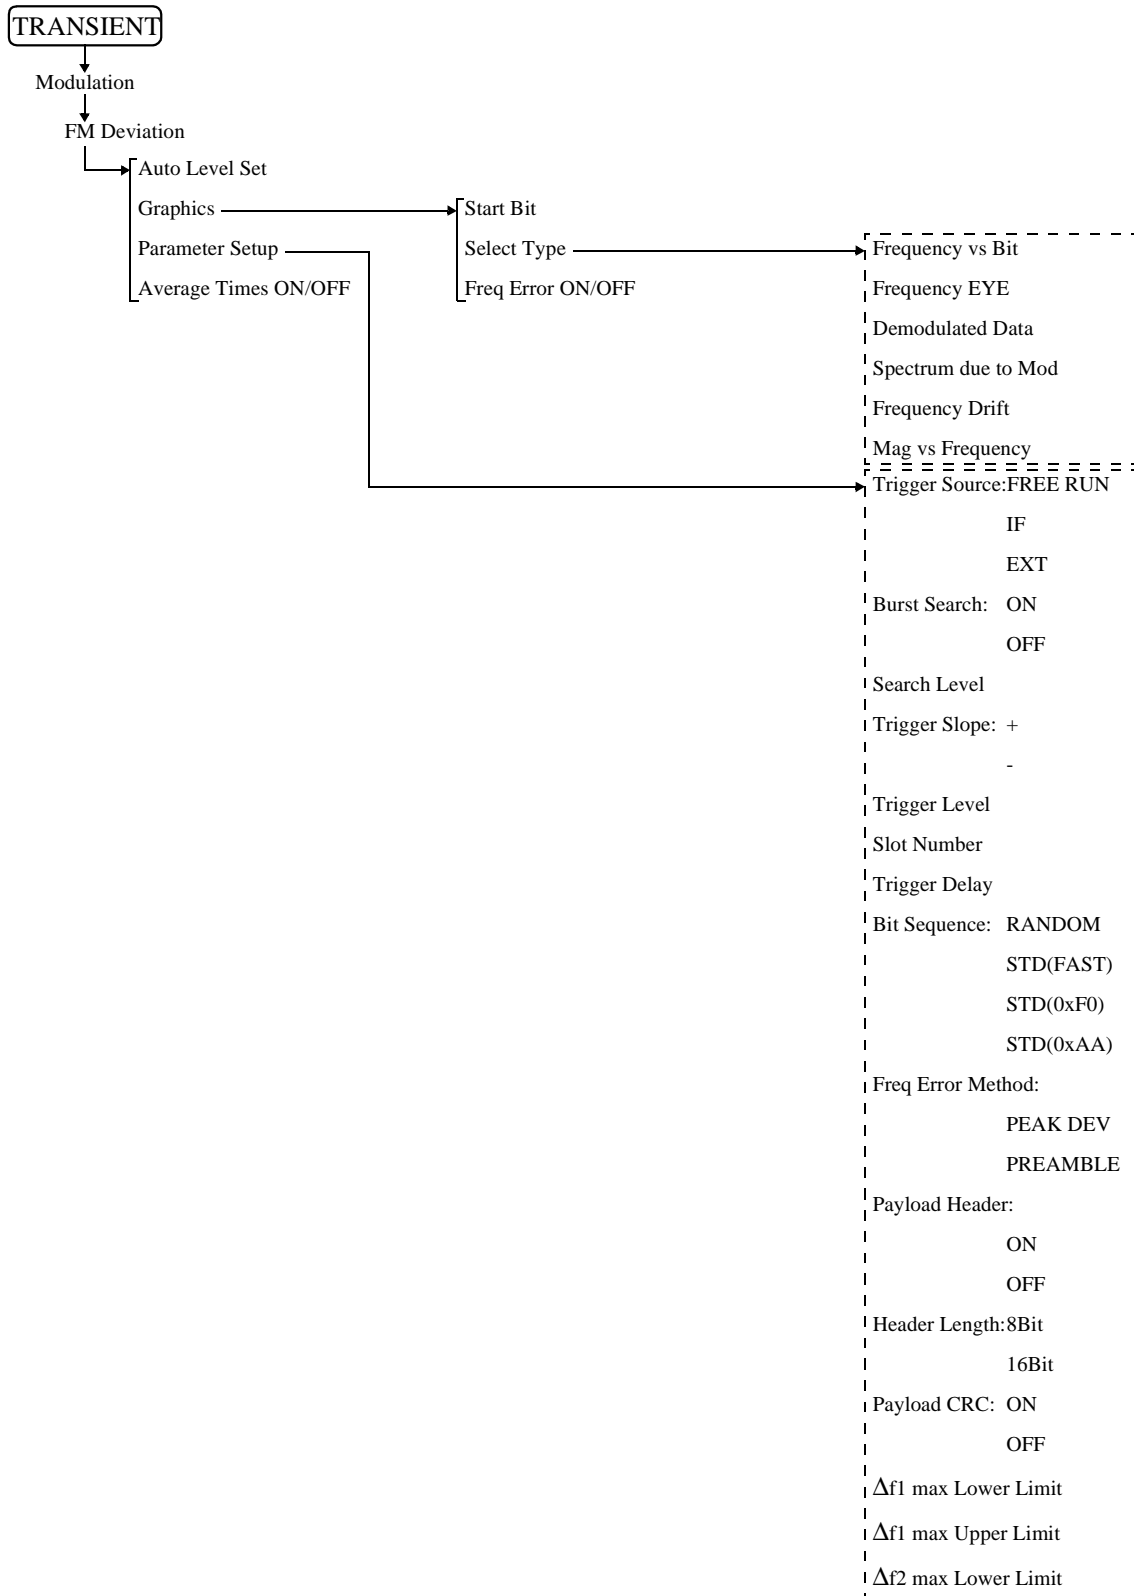 TRANSIENT
Modulation
FM Deviation
Auto Level Set
Graphics
Parameter Setup
Average Times ON/OFF
Start Bit
Select Type
Freq Error ON/OFF
Frequency vs Bit
Frequency EYE
Demodulated Data
Spectrum due to Mod
Frequency Drift
Mag vs Frequency
Trigger Source:FREE RUN
IF
EXT
Burst Search: ON
OFF
Search Level
Trigger Slope: +
-
Trigger Level
Slot Number
Trigger Delay
Bit Sequence: RANDOM
STD(FAST)
STD(0xF0)
STD(0xAA)
Freq Error Method:
PEAK DEV
PREAMBLE
Payload Header:
ON
OFF
Header Length:8Bit
16Bit
Payload CRC: ON
OFF
Δf1 max Lower Limit
Δf1 max Upper Limit
Δf2 max Lower Limit